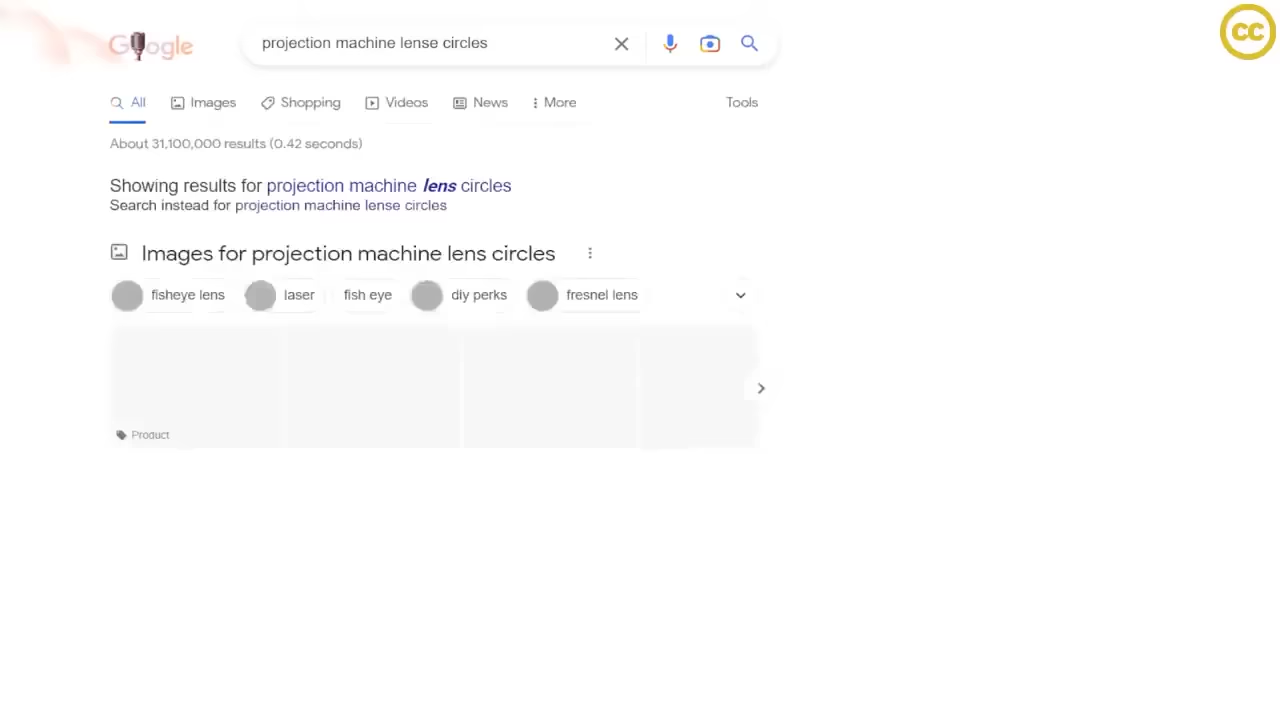 Google
projection machine lense circles
CC
All Images Shopping Videos News More Tools
About 31,100,000 results (0.42 seconds)
Showing results for projection machine lens circles
Search instead for projection machine lense circles
Images for projection machine lens circles
fisheye lens laser fish eye diy perks fresnel lens
Product